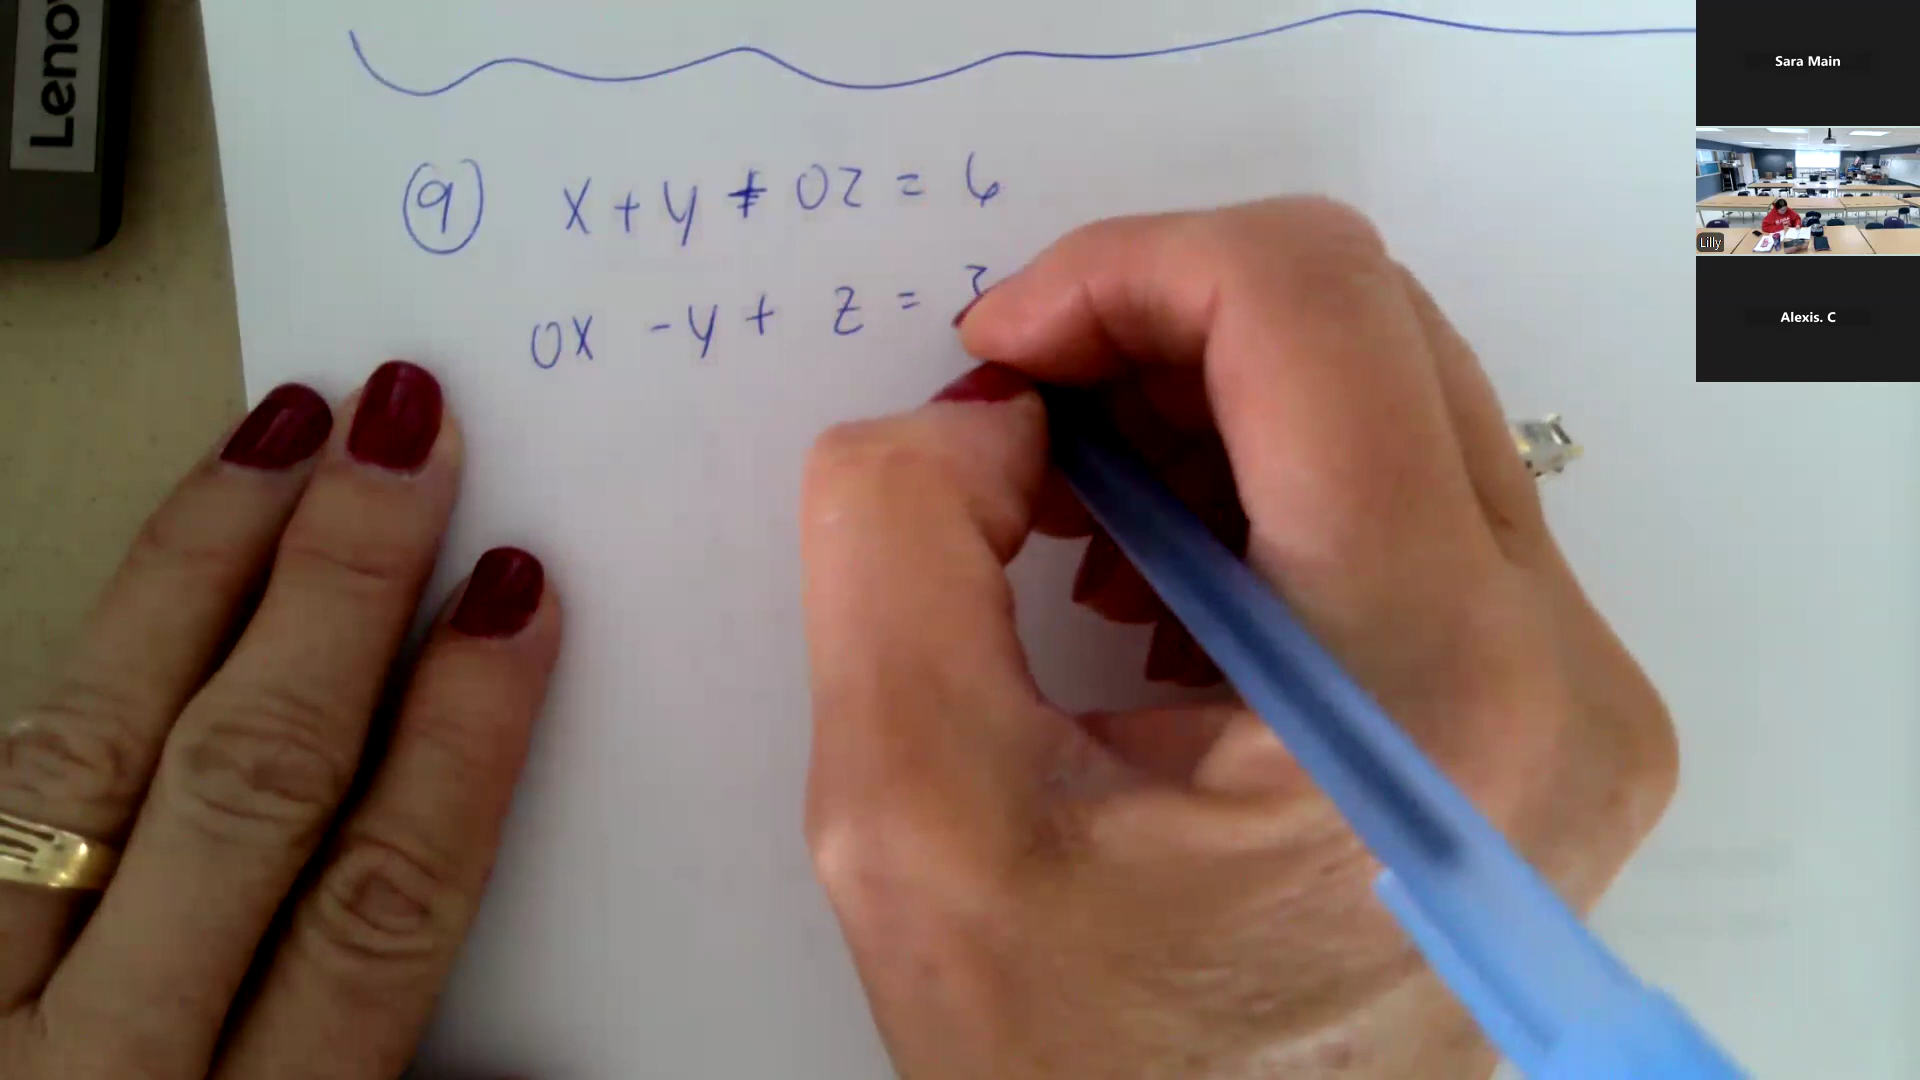 Leno
⑨ x + y + 0z = 6
0x - y + z = 3
Sara Main
Lilly
Alexis. C